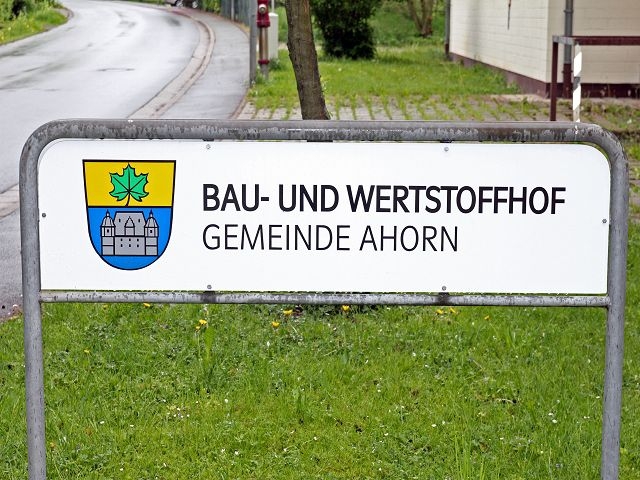 BAU- UND WERTSTOFFHOF
GEMEINDE AHORN